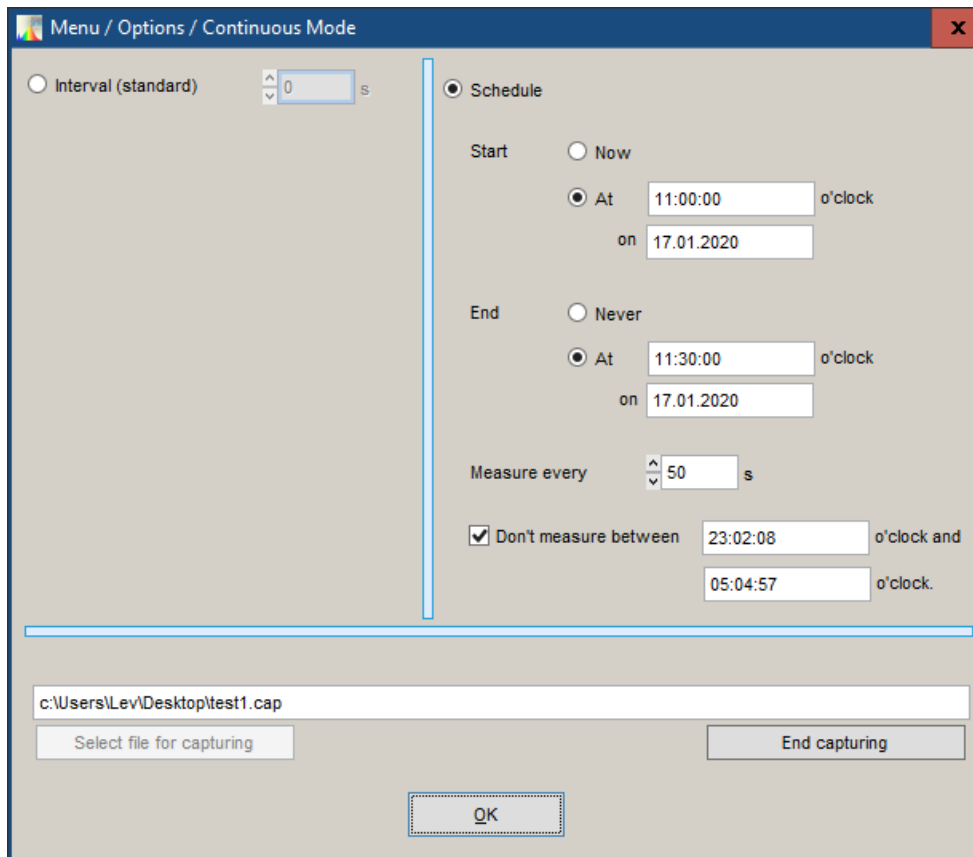 Menu / Options / Continuous Mode
x
Interval (standard) 0 s
Schedule
Start Now
At 11:00:00 o'clock
on 17.01.2020
End Never
At 11:30:00 o'clock
on 17.01.2020
Measure every 50 s
Don't measure between 23:02:08 o'clock and
05:04:57 o'clock.
c:\Users\Lev\Desktop\test1.cap
Select file for capturing End capturing
OK